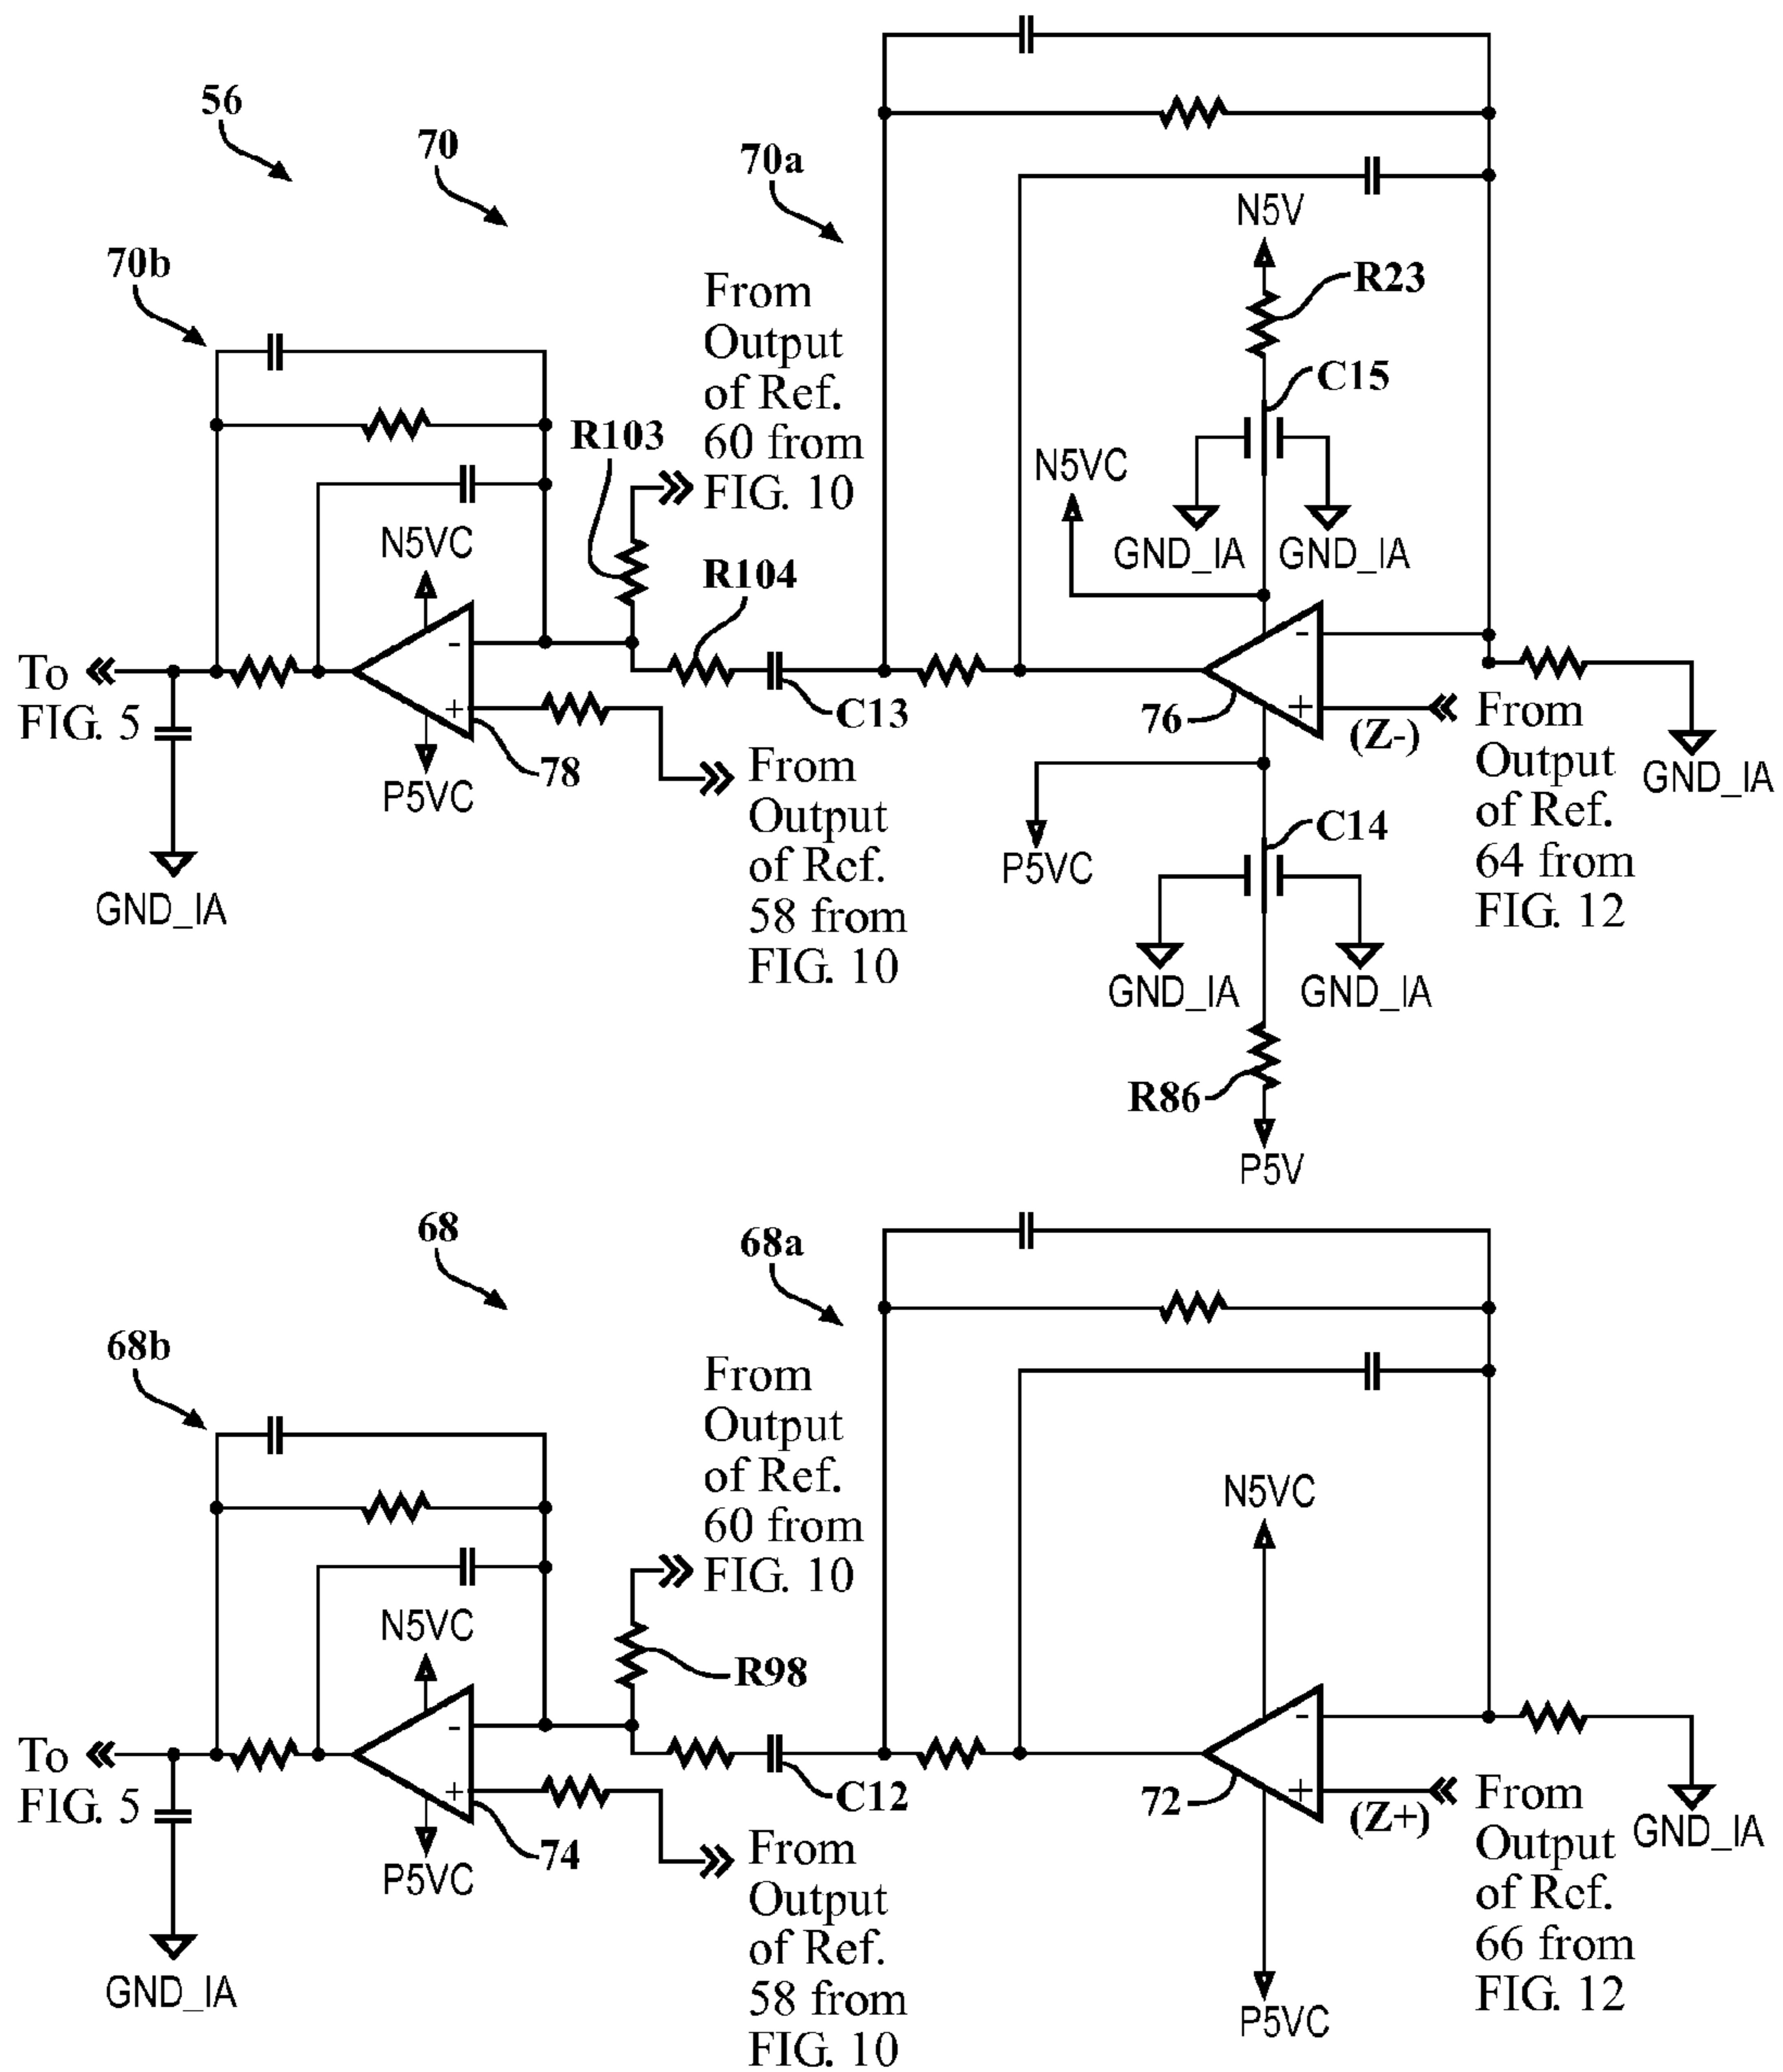 56
70
70a
70b
From
Output
of Ref.
60 from
FIG. 10
N5V
R23
C15
R103
N5VC
GND_IA
GND_IA
N5VC
R104
-
+
-
+
To
FIG. 5
C13
76
(Z-)
From
Output
of Ref.
64 from
FIG. 12
GND_IA
78
P5VC
From
Output
of Ref.
58 from
FIG. 10
P5VC
C14
GND_IA
GND_IA
GND_IA
R86
P5V
68
68a
68b
From
Output
of Ref.
60 from
FIG. 10
N5VC
N5VC
R98
-
+
-
+
To
FIG. 5
C12
72
(Z+)
From
Output
of Ref.
66 from
FIG. 12
GND_IA
74
P5VC
From
Output
of Ref.
58 from
FIG. 10
GND_IA
P5VC